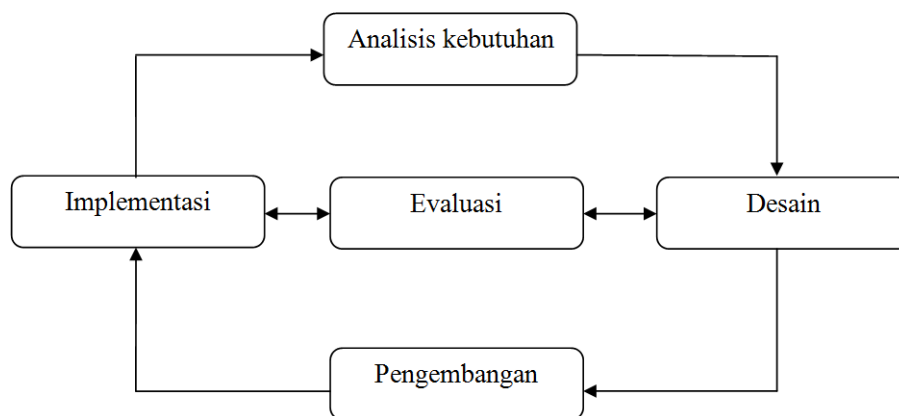 Analisis kebutuhan
Implementasi
Evaluasi
Desain
Pengembangan